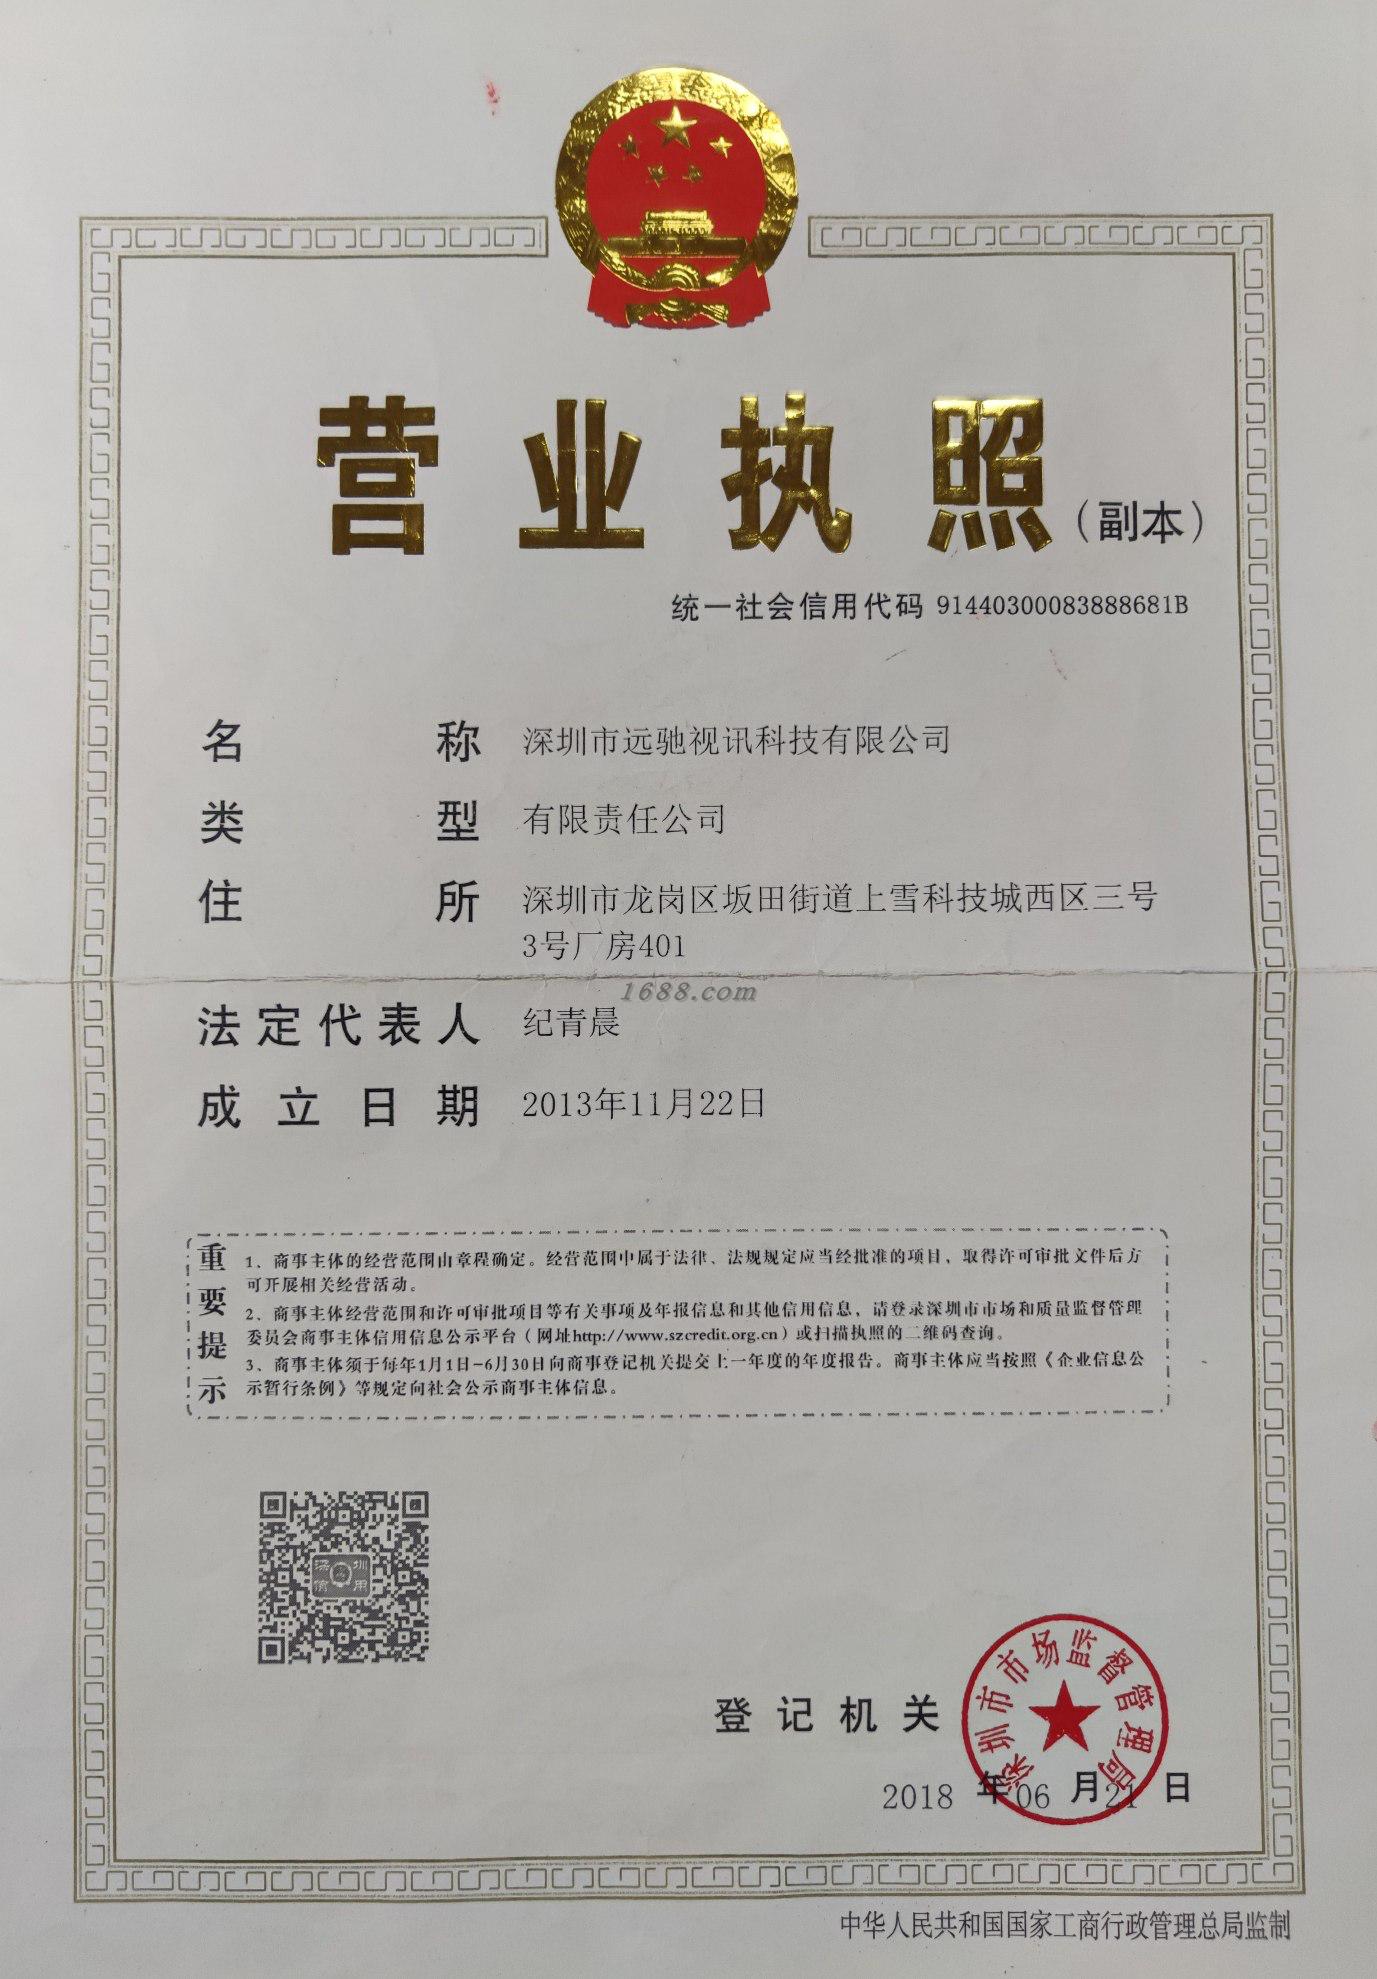 营业执照（副本）
统一社会信用代码 91440300083888681B
名称 深圳市远驰视讯科技有限公司
类型 有限责任公司
住所 深圳市龙岗区坂田街道上雪科技城西区三号
3号厂房401
1688.com
法定代表人 纪青晨
成立日期 2013年11月22日
重要提示
1、商事主体的经营范围由章程确定。经营范围中属于法律、法规规定应当经批准的项目，取得许可审批文件后方
可开展相关经营活动。
2、商事主体经营范围和许可审批项目等有关事项及年报信息和其他信用信息，请登录深圳市市场和质量监督管理
委员会商事主体信用信息公示平台（网址http://www.szcredit.org.cn）或扫描执照的二维码查询。
3、商事主体须于每年1月1日-6月30日向商事登记机关提交上一年度的年度报告。商事主体应当按照《企业信息公
示暂行条例》等规定向社会公示商事主体信息。
深圳
信用
登记机关
深圳市市场监督管理局
2018 年 06 月 21 日
中华人民共和国国家工商行政管理总局监制